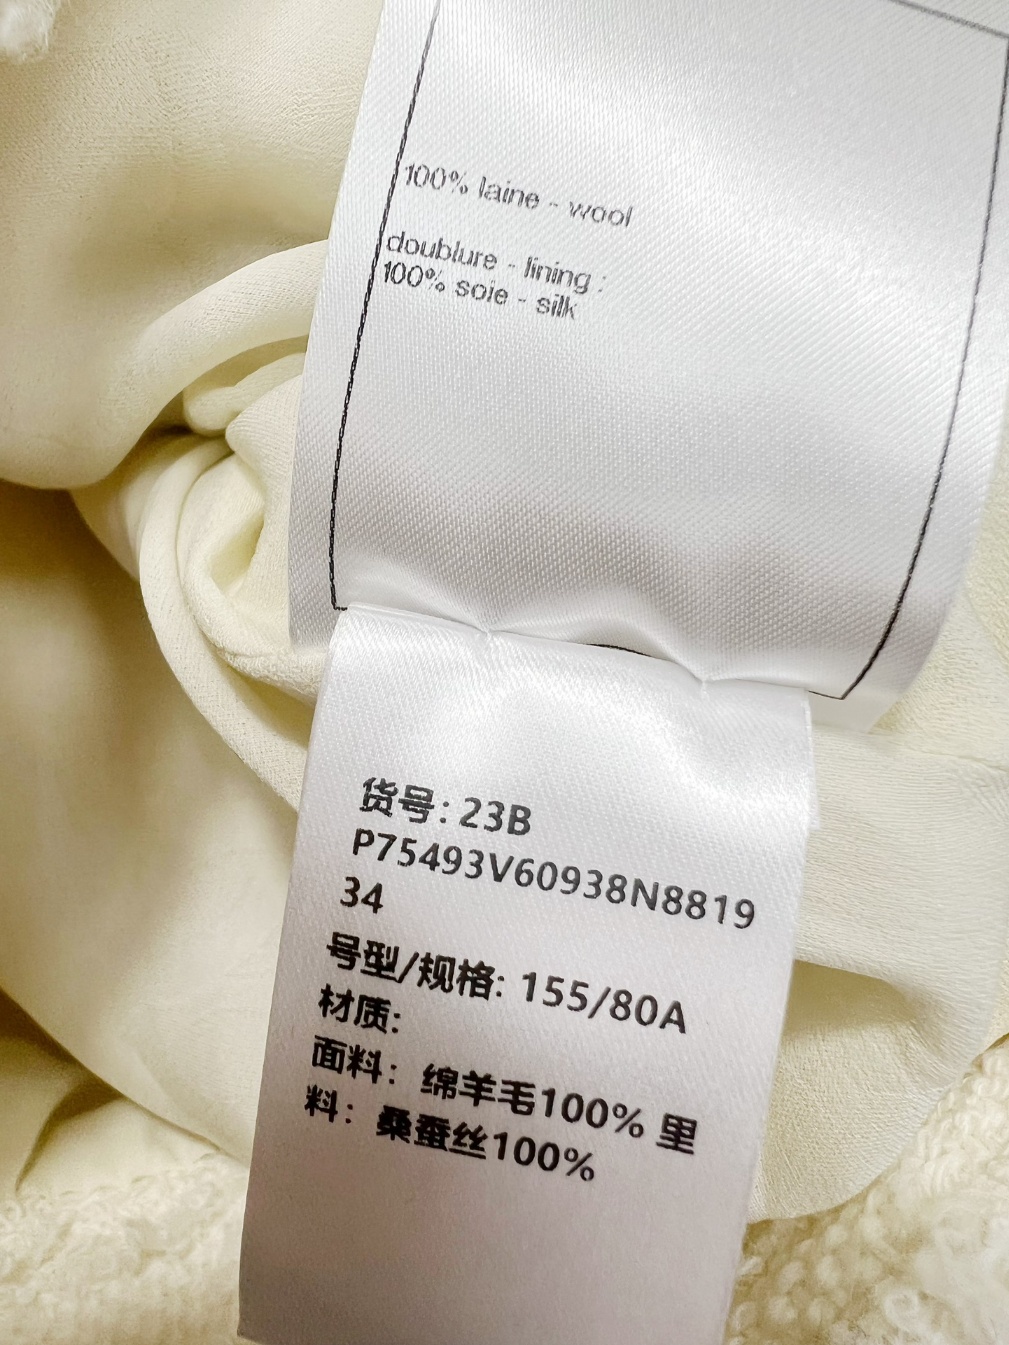 100% laine - wool
doublure - lining :
100% soie - silk
货号: 23B
P75493V60938N8819
34
号型/规格: 155/80A
材质:
面料: 绵羊毛100% 里
料: 桑蚕丝100%